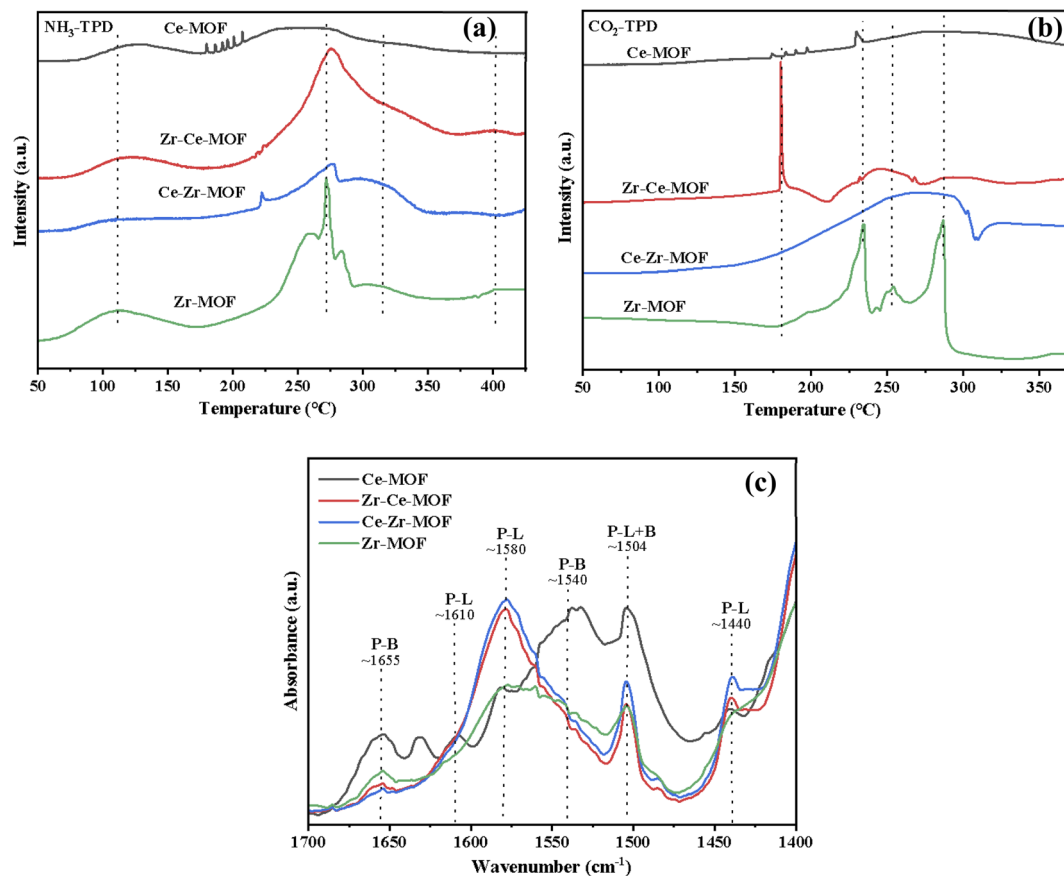 NH₃-TPD
(a)
Ce-MOF
Zr-Ce-MOF
Ce-Zr-MOF
Zr-MOF
Intensity (a.u.)
50 100 150 200 250 300 350 400
Temperature (°C)
CO₂-TPD
(b)
Ce-MOF
Zr-Ce-MOF
Ce-Zr-MOF
Zr-MOF
Intensity (a.u.)
50 100 150 200 250 300 350
Temperature (°C)
(c)
Ce-MOF
Zr-Ce-MOF
Ce-Zr-MOF
Zr-MOF
P-B
~1655
P-L
~1610
P-L
~1580
P-B
~1540
P-L+B
~1504
P-L
~1440
Absorbance (a.u.)
1700 1650 1600 1550 1500 1450 1400
Wavenumber (cm⁻¹)